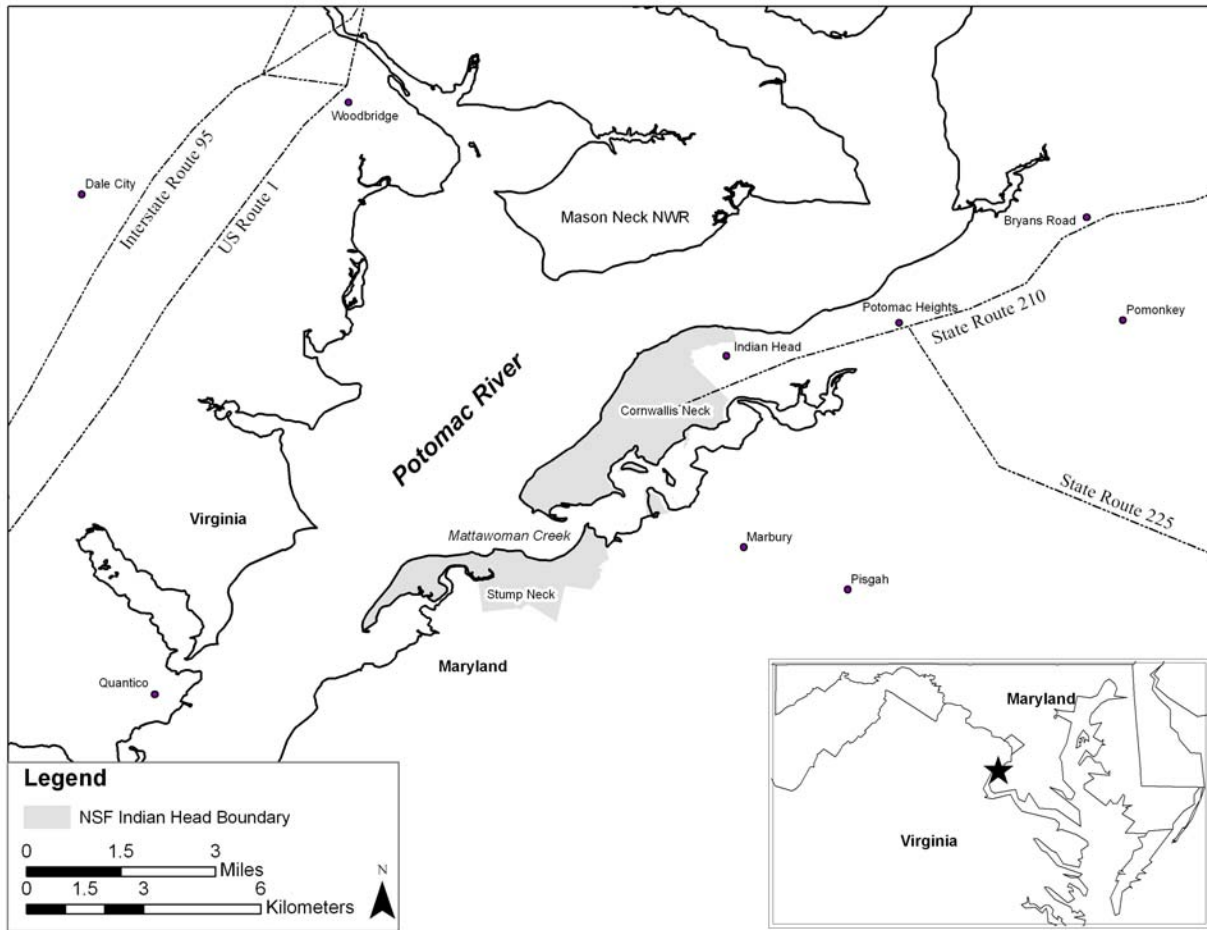 Woodbridge
Dale City
Interstate Route 95
US Route 1
Mason Neck NWR
Bryans Road
Potomac Heights
State Route 210
Pomonkey
Indian Head
Potomac River
Cornwallis Neck
State Route 225
Virginia
Mattawoman Creek
Marbury
Stump Neck
Pisgah
Maryland
Quantico
Legend
NSF Indian Head Boundary
0 1.5 3
Miles
0 1.5 3 6
Kilometers
N
Maryland
Virginia